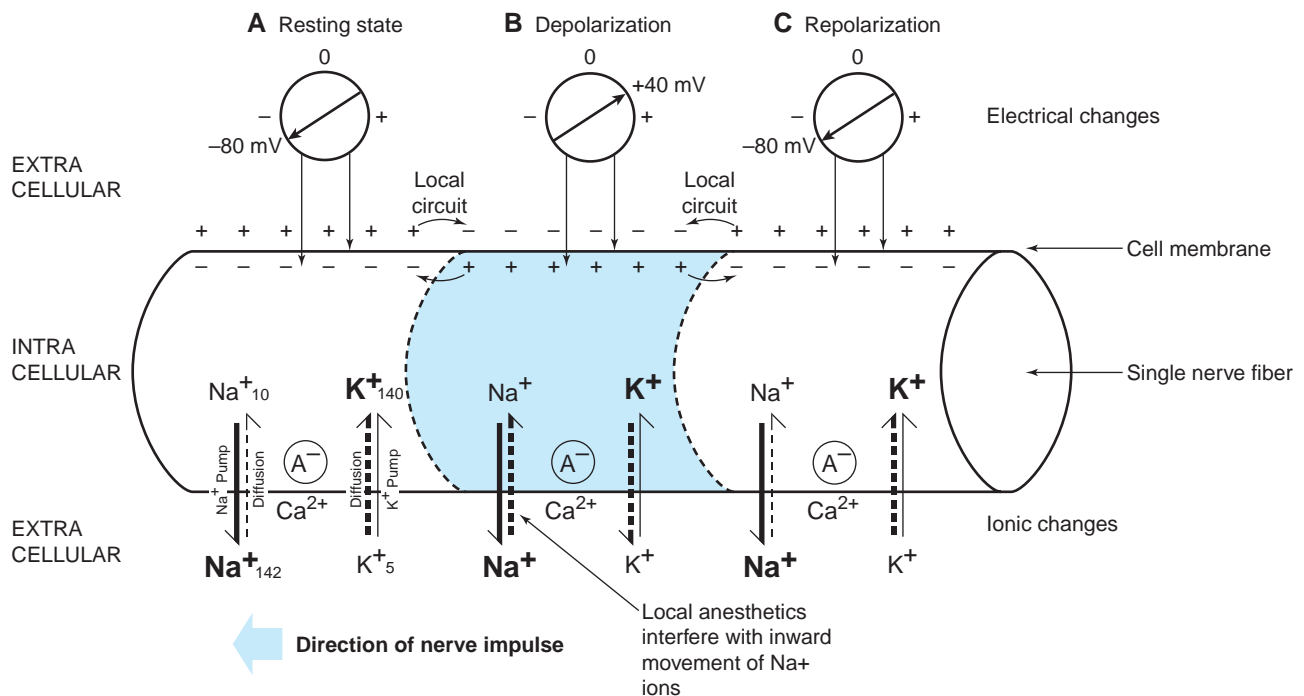 A Resting state
B Depolarization
C Repolarization
0
0
0
– +
–80 mV
– +
+40 mV
– +
–80 mV
Electrical changes
EXTRA
CELLULAR
Local
circuit
Local
circuit
+ + + + + + – – – – – – + + + + + +
Cell membrane
– – – – – – + + + + + + – – – – – –
INTRA
CELLULAR
Single nerve fiber
Na+10 K+140 Na+ K+ Na+ K+
Na+ Pump
Diffusion
A–
Diffusion
K+ Pump
A–
A–
Ca2+ Ca2+ Ca2+
EXTRA
CELLULAR
Ionic changes
Na+142 K+5 Na+ K+ Na+ K+
Direction of nerve impulse
Local anesthetics
interfere with inward
movement of Na+
ions